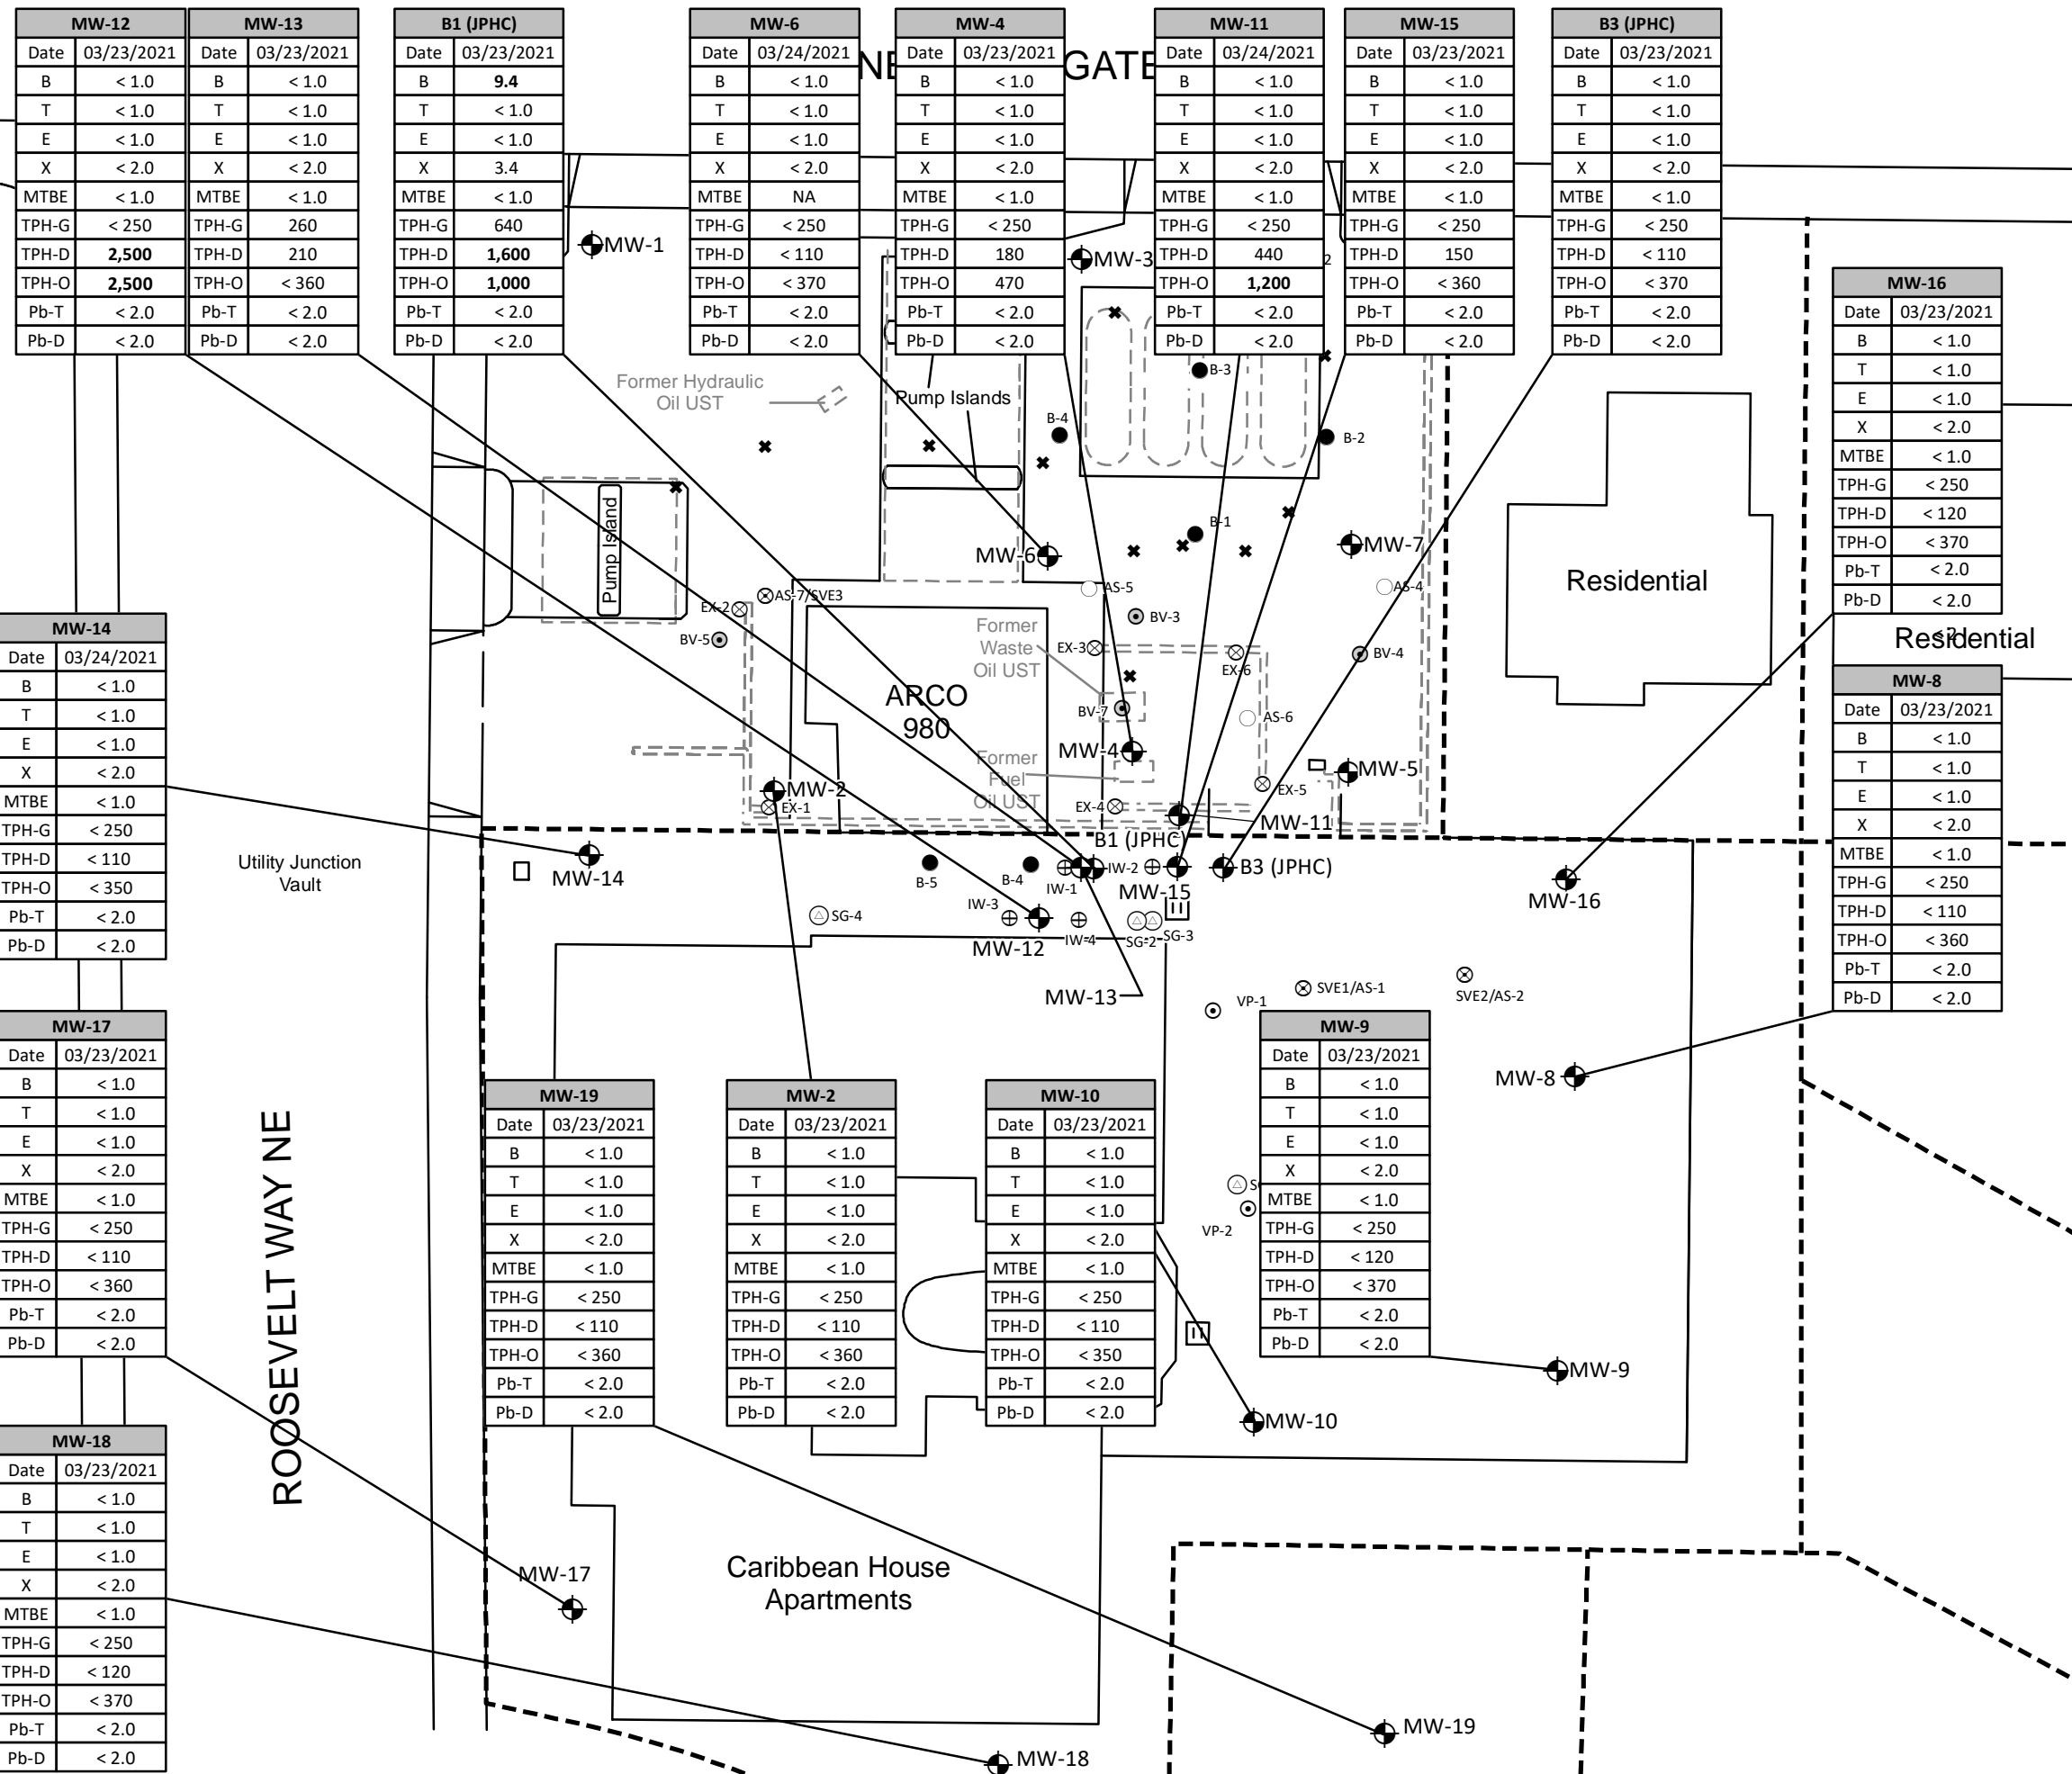 MW-12
Date 03/23/2021
B < 1.0
T < 1.0
E < 1.0
X < 2.0
MTBE < 1.0
TPH-G < 250
TPH-D 2,500
TPH-O 2,500
Pb-T < 2.0
Pb-D < 2.0
MW-13
Date 03/23/2021
B < 1.0
T < 1.0
E < 1.0
X < 2.0
MTBE < 1.0
TPH-G 260
TPH-D 210
TPH-O < 360
Pb-T < 2.0
Pb-D < 2.0
B1 (JPHC)
Date 03/23/2021
B 9.4
T < 1.0
E < 1.0
X 3.4
MTBE < 1.0
TPH-G 640
TPH-D 1,600
TPH-O 1,000
Pb-T < 2.0
Pb-D < 2.0
MW-6
Date 03/24/2021
B < 1.0
T < 1.0
E < 1.0
X < 2.0
MTBE NA
TPH-G < 250
TPH-D < 110
TPH-O < 370
Pb-T < 2.0
Pb-D < 2.0
NE
GATE
MW-4
Date 03/23/2021
B < 1.0
T < 1.0
E < 1.0
X < 2.0
MTBE < 1.0
TPH-G < 250
TPH-D 180
TPH-O 470
Pb-T < 2.0
Pb-D < 2.0
MW-11
Date 03/24/2021
B < 1.0
T < 1.0
E < 1.0
X < 2.0
MTBE < 1.0
TPH-G < 250
TPH-D 440
TPH-O 1,200
Pb-T < 2.0
Pb-D < 2.0
MW-15
Date 03/23/2021
B < 1.0
T < 1.0
E < 1.0
X < 2.0
MTBE < 1.0
TPH-G < 250
TPH-D 150
TPH-O < 360
Pb-T < 2.0
Pb-D < 2.0
B3 (JPHC)
Date 03/23/2021
B < 1.0
T < 1.0
E < 1.0
X < 2.0
MTBE < 1.0
TPH-G < 250
TPH-D < 110
TPH-O < 370
Pb-T < 2.0
Pb-D < 2.0
MW-16
Date 03/23/2021
B < 1.0
T < 1.0
E < 1.0
X < 2.0
MTBE < 1.0
TPH-G < 250
TPH-D < 120
TPH-O < 370
Pb-T < 2.0
Pb-D < 2.0
MW-1
MW-3
2
Former Hydraulic
Oil UST
Pump Islands
B-3
B-4
B-2
B-1
Pump Island
MW-6
MW-7
Residential
AS-5
AS-4
AS-7/SVE3
EX-2
BV-5
BV-3
Former
Waste
Oil UST
EX-3
EX-6
BV-4
Residential
ARCO
980
BV-7
AS-6
MW-4
Former
Fuel
Oil UST
MW-5
MW-2
EX-1
EX-4
EX-5
MW-11
B1 (JPHC)
MW-14
Date 03/24/2021
B < 1.0
T < 1.0
E < 1.0
X < 2.0
MTBE < 1.0
TPH-G < 250
TPH-D < 110
TPH-O < 350
Pb-T < 2.0
Pb-D < 2.0
MW-8
Date 03/23/2021
B < 1.0
T < 1.0
E < 1.0
X < 2.0
MTBE < 1.0
TPH-G < 250
TPH-D < 110
TPH-O < 360
Pb-T < 2.0
Pb-D < 2.0
Utility Junction
Vault
MW-14
B-5
B-4
IW-1
IW-2
MW-15
B3 (JPHC)
MW-16
IW-3
SG-4
MW-12
IW-4
SG-2
SG-3
MW-13
VP-1
SVE1/AS-1
SVE2/AS-2
MW-17
Date 03/23/2021
B < 1.0
T < 1.0
E < 1.0
X < 2.0
MTBE < 1.0
TPH-G < 250
TPH-D < 110
TPH-O < 360
Pb-T < 2.0
Pb-D < 2.0
ROOSEVELT WAY NE
MW-19
Date 03/23/2021
B < 1.0
T < 1.0
E < 1.0
X < 2.0
MTBE < 1.0
TPH-G < 250
TPH-D < 110
TPH-O < 360
Pb-T < 2.0
Pb-D < 2.0
MW-2
Date 03/23/2021
B < 1.0
T < 1.0
E < 1.0
X < 2.0
MTBE < 1.0
TPH-G < 250
TPH-D < 110
TPH-O < 360
Pb-T < 2.0
Pb-D < 2.0
MW-10
Date 03/23/2021
B < 1.0
T < 1.0
E < 1.0
X < 2.0
MTBE < 1.0
TPH-G < 250
TPH-D < 110
TPH-O < 350
Pb-T < 2.0
Pb-D < 2.0
MW-9
Date 03/23/2021
B < 1.0
T < 1.0
E < 1.0
X < 2.0
MTBE < 1.0
TPH-G < 250
TPH-D < 120
TPH-O < 370
Pb-T < 2.0
Pb-D < 2.0
MW-8
VP-2
MW-9
MW-10
MW-18
Date 03/23/2021
B < 1.0
T < 1.0
E < 1.0
X < 2.0
MTBE < 1.0
TPH-G < 250
TPH-D < 120
TPH-O < 370
Pb-T < 2.0
Pb-D < 2.0
MW-17
Caribbean House
Apartments
MW-19
MW-18